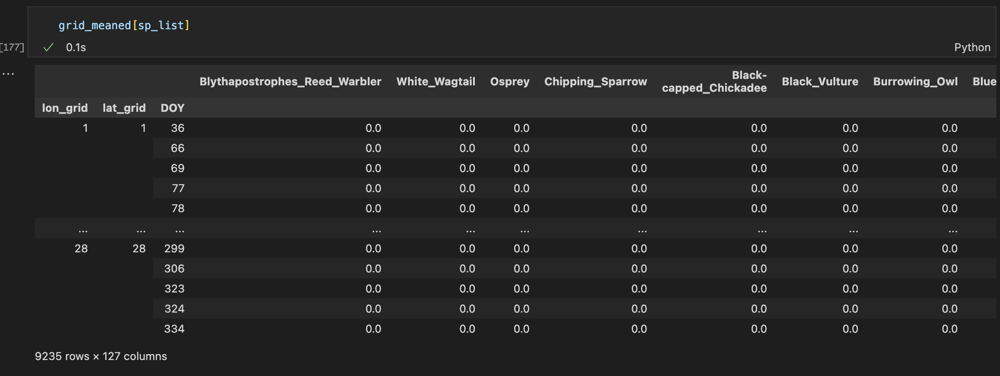 grid_meaned[sp_list]
[177]
0.1s
Python
...
Blythapostrophes_Reed_Warbler White_Wagtail Osprey Chipping_Sparrow Black-capped_Chickadee Black_Vulture Burrowing_Owl Blue
lon_grid lat_grid DOY
1 1 36 0.0 0.0 0.0 0.0 0.0 0.0 0.0
66 0.0 0.0 0.0 0.0 0.0 0.0 0.0
69 0.0 0.0 0.0 0.0 0.0 0.0 0.0
77 0.0 0.0 0.0 0.0 0.0 0.0 0.0
78 0.0 0.0 0.0 0.0 0.0 0.0 0.0
... ... ... ... ... ... ... ... ... ...
28 28 299 0.0 0.0 0.0 0.0 0.0 0.0 0.0
306 0.0 0.0 0.0 0.0 0.0 0.0 0.0
323 0.0 0.0 0.0 0.0 0.0 0.0 0.0
324 0.0 0.0 0.0 0.0 0.0 0.0 0.0
334 0.0 0.0 0.0 0.0 0.0 0.0 0.0
9235 rows × 127 columns